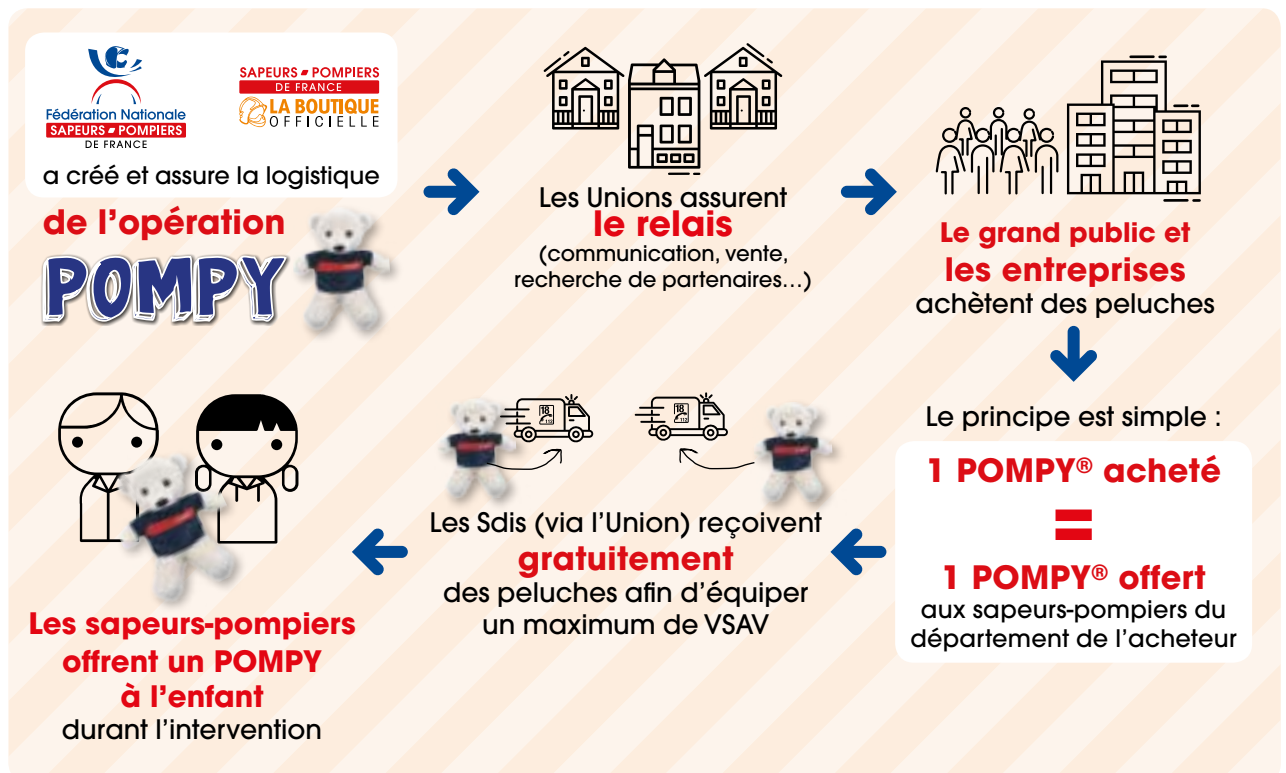 Fédération Nationale
SAPEURS - POMPIERS
DE FRANCE
SAPEURS - POMPIERS
DE FRANCE
LA BOUTIQUE
OFFICIELLE
a créé et assure la logistique
de l'opération
POMPY
Les Unions assurent
le relais
(communication, vente,
recherche de partenaires...)
Le grand public et
les entreprises
achètent des peluches
Le principe est simple :
1 POMPY® acheté
=
1 POMPY® offert
aux sapeurs-pompiers du
département de l'acheteur
18
112
18
112
Les Sdis (via l'Union) reçoivent
gratuitement
des peluches afin d'équiper
un maximum de VSAV
Les sapeurs-pompiers
offrent un POMPY
à l'enfant
durant l'intervention